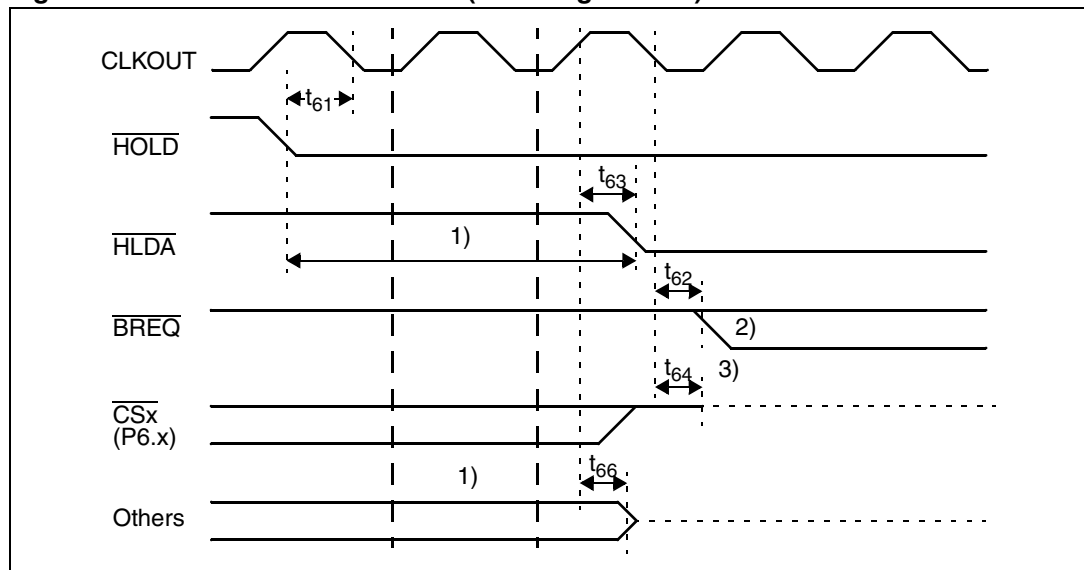 CLKOUT
t61
HOLD
t63
HLDA
1)
t62
BREQ
2)
t64
3)
CSx
(P6.x)
1)
t66
Others